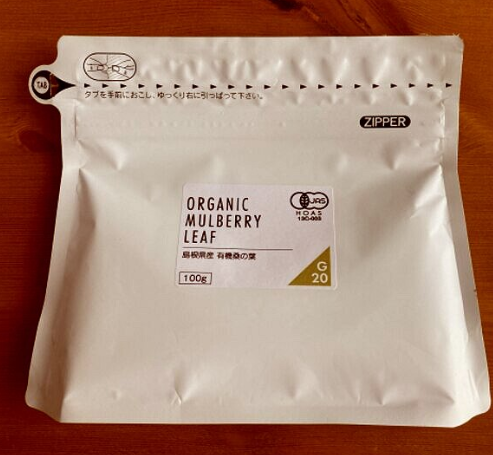 TAB
タブを手前におこし、ゆっくり右に引っぱって下さい。
ZIPPER
ORGANIC
MULBERRY
LEAF
JAS
HOAS
13C-003
島根県産 有機桑の葉
100g
G
20